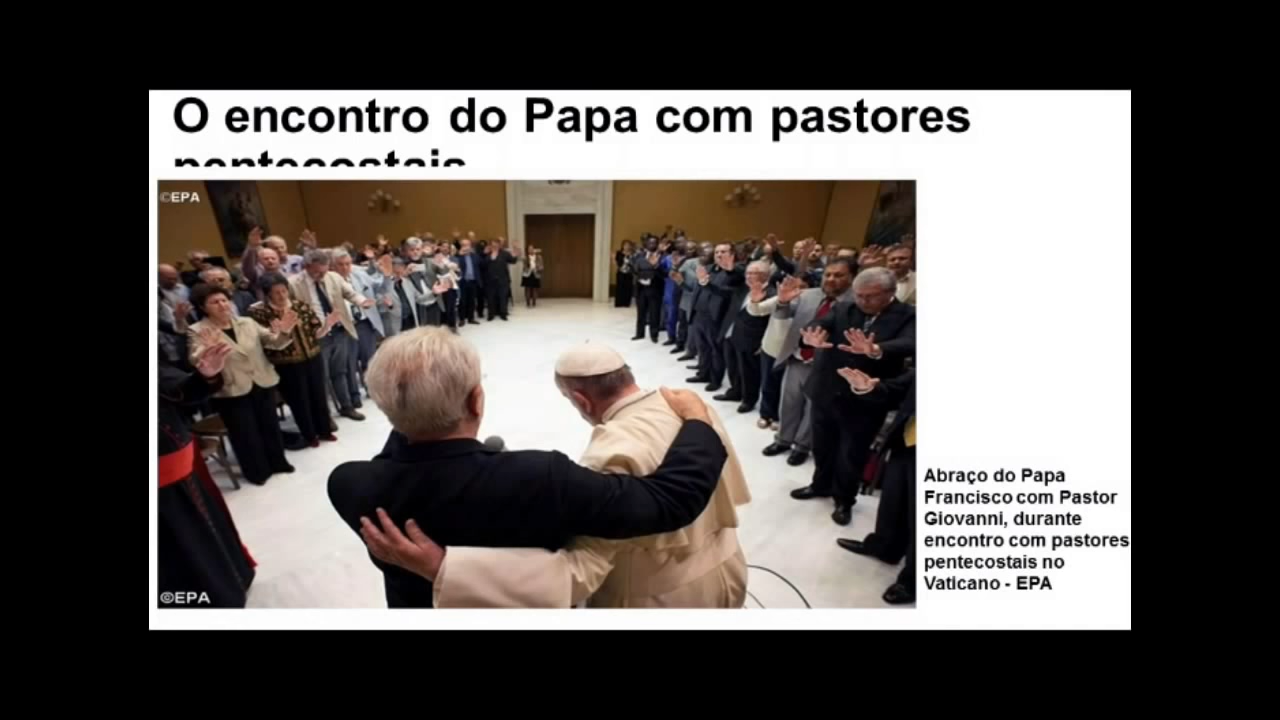 O encontro do Papa com pastores
pentecostais
©EPA
Abraço do Papa
Francisco com Pastor
Giovanni, durante
encontro com pastores
pentecostais no
Vaticano - EPA
©EPA